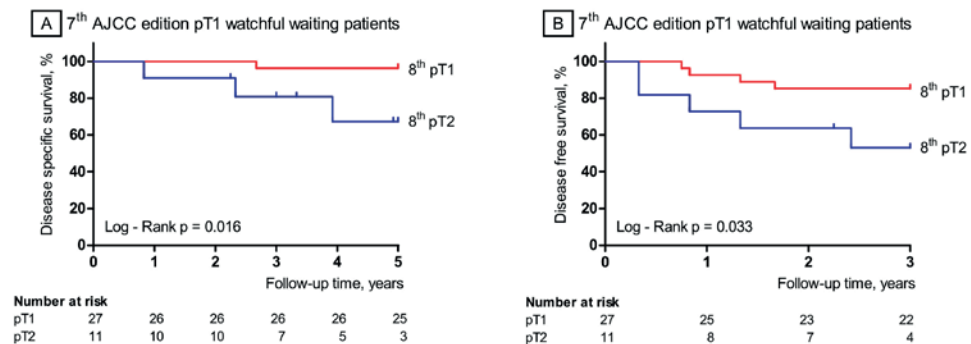 A 7th AJCC edition pT1 watchful waiting patients
Disease specific survival, %
100
80
60
40
20
0
8th pT1
8th pT2
Log - Rank p = 0.016
0 1 2 3 4 5
Follow-up time, years
Number at risk
pT1 27 26 26 26 26 25
pT2 11 10 10 7 5 3
B 7th AJCC edition pT1 watchful waiting patients
Disease free survival, %
100
80
60
40
20
0
8th pT1
8th pT2
Log - Rank p = 0.033
0 1 2 3
Follow-up time, years
Number at risk
pT1 27 25 23 22
pT2 11 8 7 4